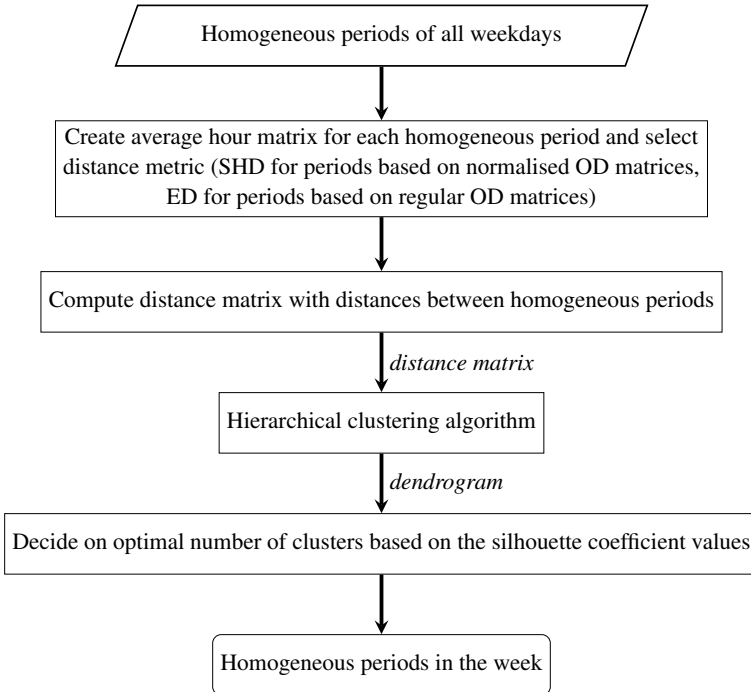 Homogeneous periods of all weekdays
Create average hour matrix for each homogeneous period and select
distance metric (SHD for periods based on normalised OD matrices,
ED for periods based on regular OD matrices)
Compute distance matrix with distances between homogeneous periods
distance matrix
Hierarchical clustering algorithm
dendrogram
Decide on optimal number of clusters based on the silhouette coefficient values
Homogeneous periods in the week